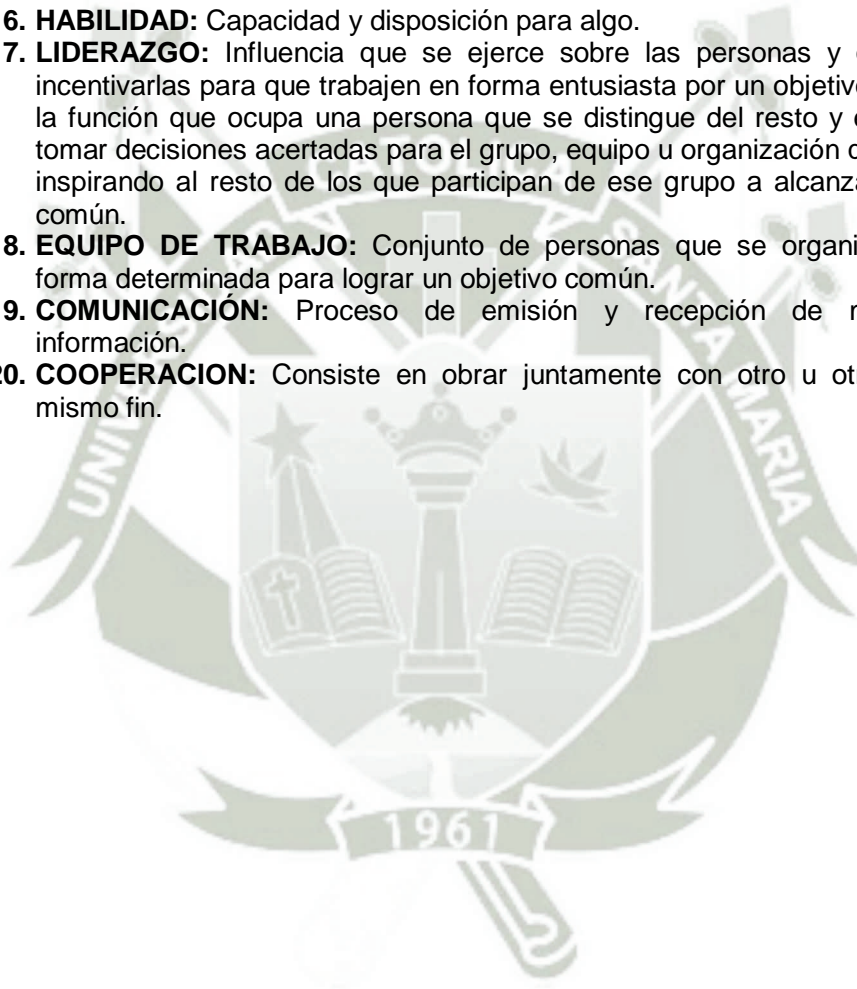 6. HABILIDAD: Capacidad y disposición para algo.
7. LIDERAZGO: Influencia que se ejerce sobre las personas y
incentivarlas para que trabajen en forma entusiasta por un objetivo
la función que ocupa una persona que se distingue del resto y
tomar decisiones acertadas para el grupo, equipo u organización
inspirando al resto de los que participan de ese grupo a
común.
8. EQUIPO DE TRABAJO: Conjunto de personas que se
forma determinada para lograr un objetivo común.
9. COMUNICACIÓN: Proceso de emisión y recepción de
información.
20. COOPERACION: Consiste en obrar juntamente con otro u
mismo fin.
CATOLICA
SANTA MARIA
1961